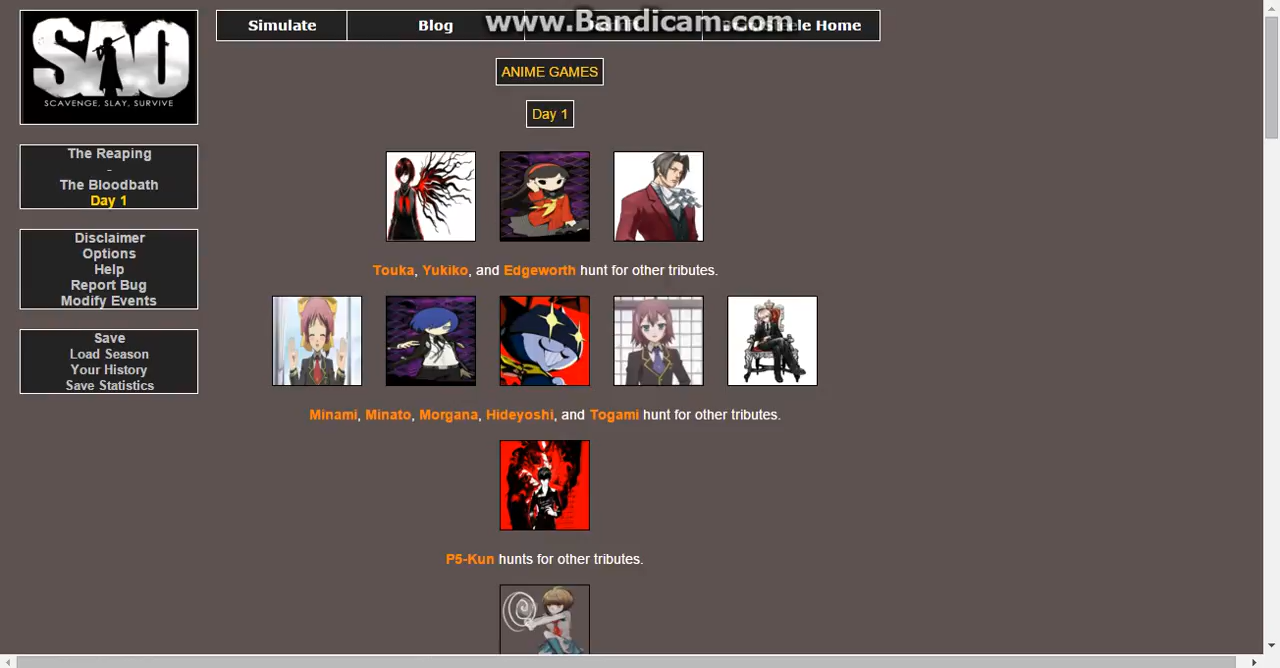 SAO
SCAVENGE, SLAY, SURVIVE
Simulate
Blog
www.Bandicam.com
Home
ANIME GAMES
Day 1
The Reaping
-
The Bloodbath
Day 1
Disclaimer
Options
Help
Report Bug
Modify Events
Save
Load Season
Your History
Save Statistics
Touka, Yukiko, and Edgeworth hunt for other tributes.
Minami, Minato, Morgana, Hideyoshi, and Togami hunt for other tributes.
P5-Kun hunts for other tributes.